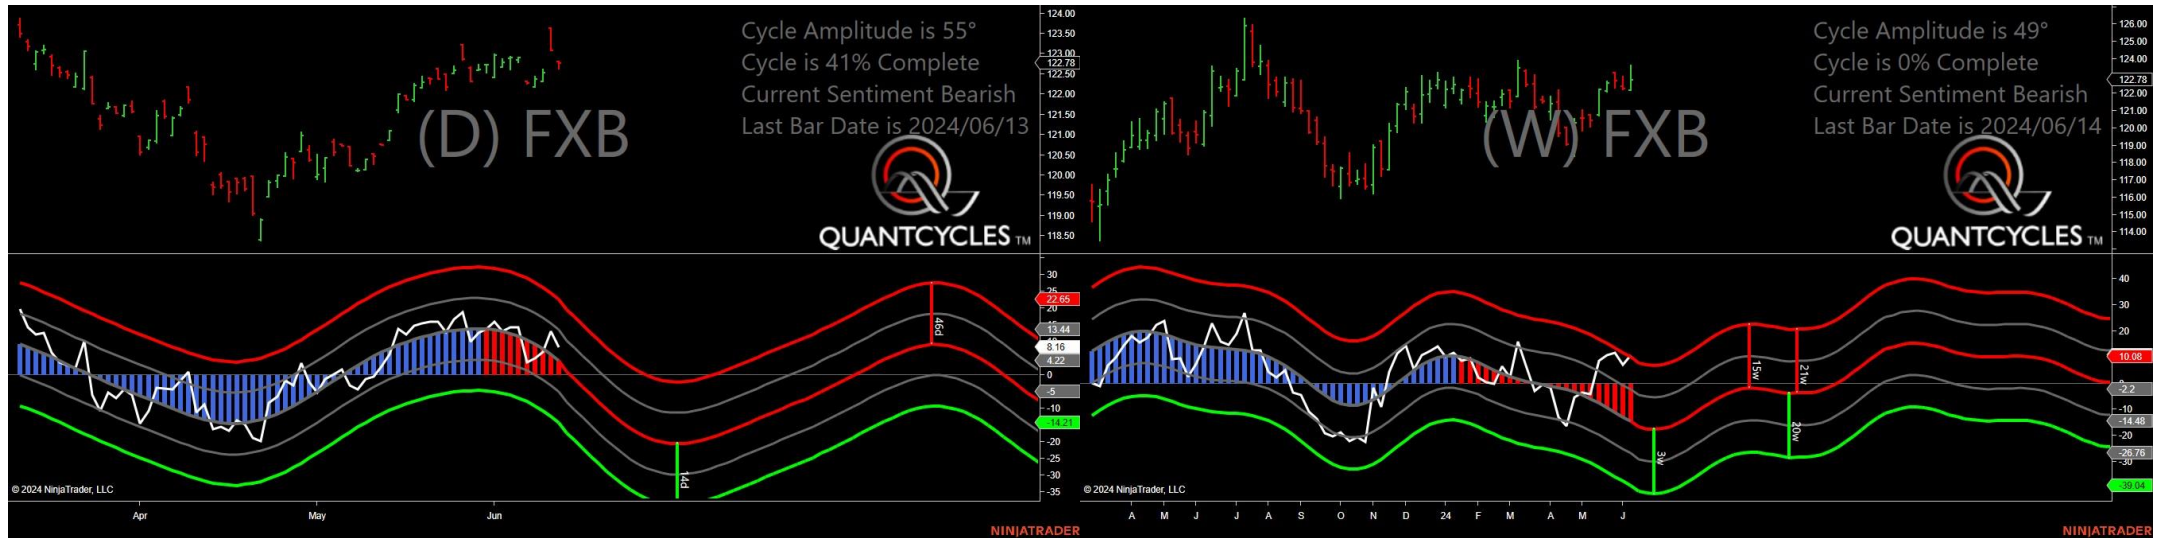 Cycle Amplitude is 55°
Cycle is 41% Complete
Current Sentiment Bearish
Last Bar Date is 2024/06/13
(D) FXB
QUANTCYCLES TM
124.00
123.50
123.00
122.78
122.50
122.00
121.50
121.00
120.50
120.00
119.50
119.00
118.50
30
25
22.65
20
13.44
8.16
4.22
0
-5
-10
-14.21
-20
-25
-30
-35
46d
14d
© 2024 NinjaTrader, LLC
Apr
May
Jun
NINJATRADER
Cycle Amplitude is 49°
Cycle is 0% Complete
Current Sentiment Bearish
Last Bar Date is 2024/06/14
(W) FXB
QUANTCYCLES TM
126.00
125.00
124.00
122.78
122.00
121.00
120.00
119.00
118.00
117.00
116.00
115.00
114.00
40
30
20
10.08
-2.2
-10
-14.48
-20
-26.76
-30
-39.04
15w
21w
20w
3w
© 2024 NinjaTrader, LLC
A M J J A S O N D 24 F M A M J
NINJATRADER